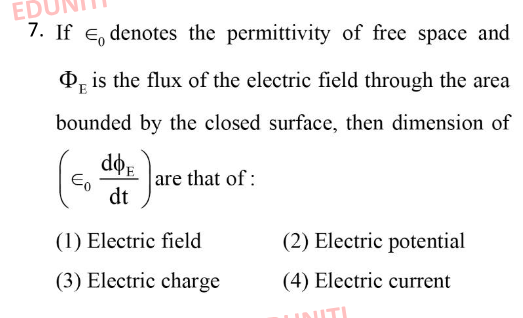 EDUNITI
7. If ∈₀ denotes the permittivity of free space and
Φ_E is the flux of the electric field through the area
bounded by the closed surface, then dimension of
(∈₀ dϕ_E/dt) are that of :
(1) Electric field (2) Electric potential
(3) Electric charge (4) Electric current
UNITI